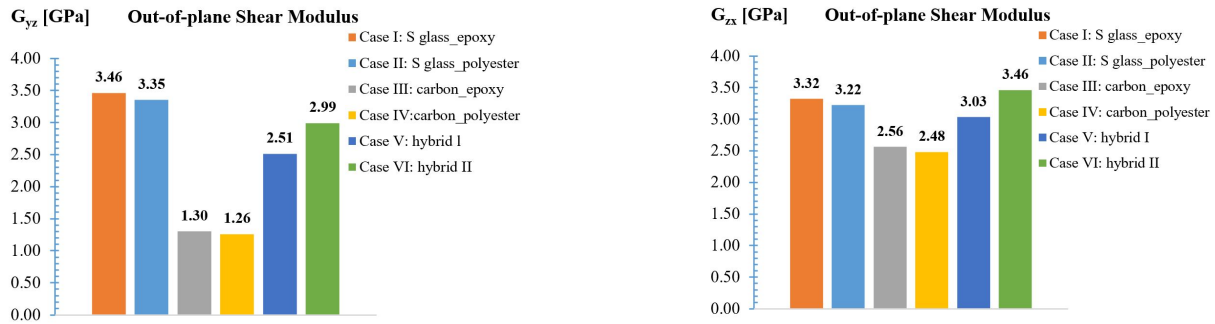 G_yz [GPa] Out-of-plane Shear Modulus
Case I: S glass_epoxy
Case II: S glass_polyester
Case III: carbon_epoxy
Case IV:carbon_polyester
Case V: hybrid l
Case VI: hybrid II
4.00
3.50
3.00
2.50
2.00
1.50
1.00
0.50
0.00
3.46
3.35
1.30
1.26
2.51
2.99
G_zx [GPa] Out-of-plane Shear Modulus
Case I: S glass_epoxy
Case II: S glass_polyester
Case III: carbon_epoxy
Case IV: carbon_polyester
Case V: hybrid I
Case VI: hybrid II
4.00
3.50
3.00
2.50
2.00
1.50
1.00
0.50
0.00
3.32
3.22
2.56
2.48
3.03
3.46